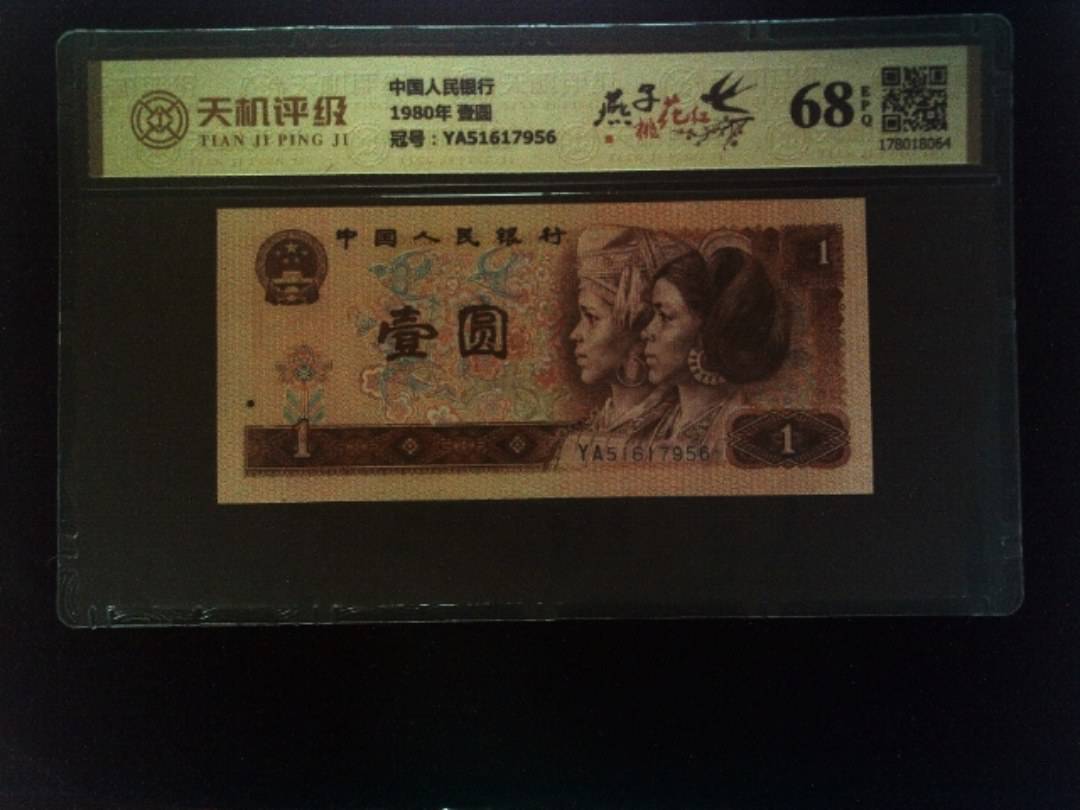 天机评级
TIAN JI PING JI
中国人民银行
1980年 壹圆
冠号：YA51617956
燕子
桃花红
68
EPQ
178018064
中国人民银行
1
壹圆
1
YA51617956
1